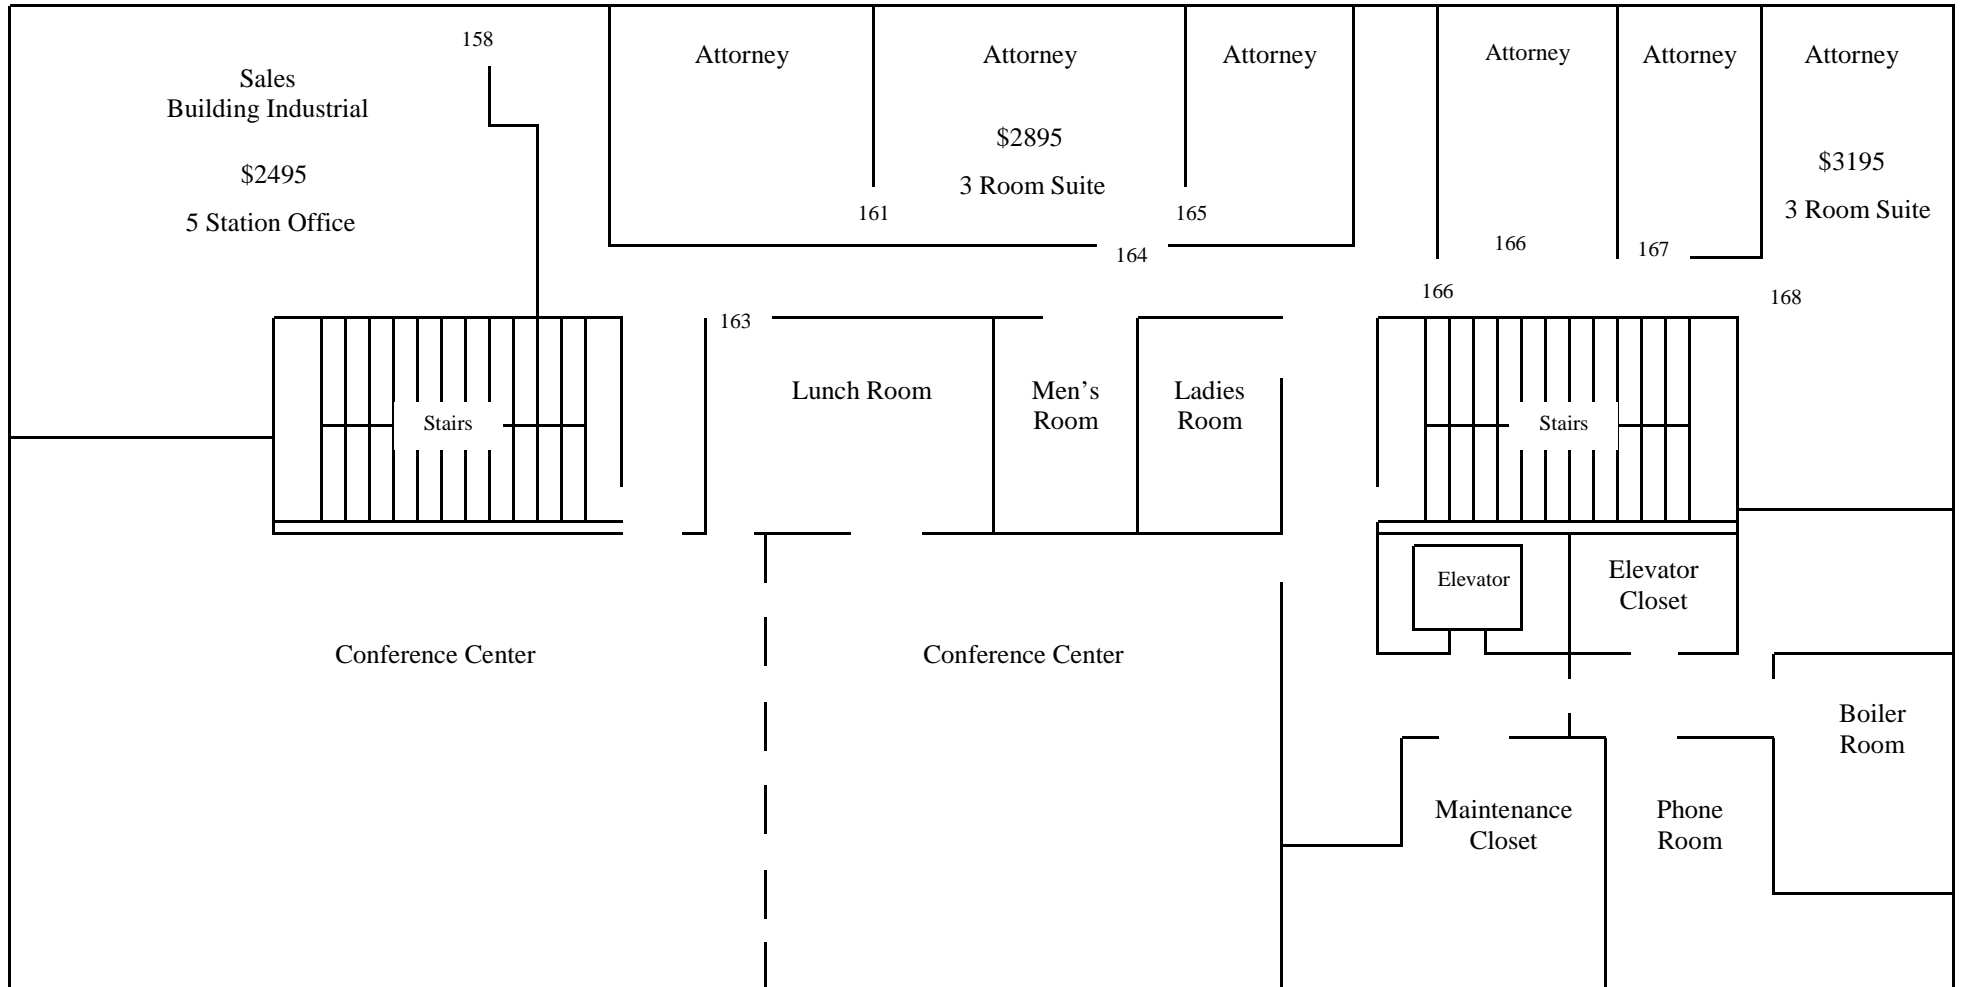 158
Attorney
Attorney
Attorney
Attorney
Attorney
Attorney
Sales
Building Industrial
$2495
5 Station Office
$2895
3 Room Suite
$3195
3 Room Suite
161
165
164
166
167
166
168
163
Lunch Room
Men’s
Room
Ladies
Room
Stairs
Stairs
Elevator
Elevator
Closet
Conference Center
Conference Center
Boiler
Room
Maintenance
Closet
Phone
Room